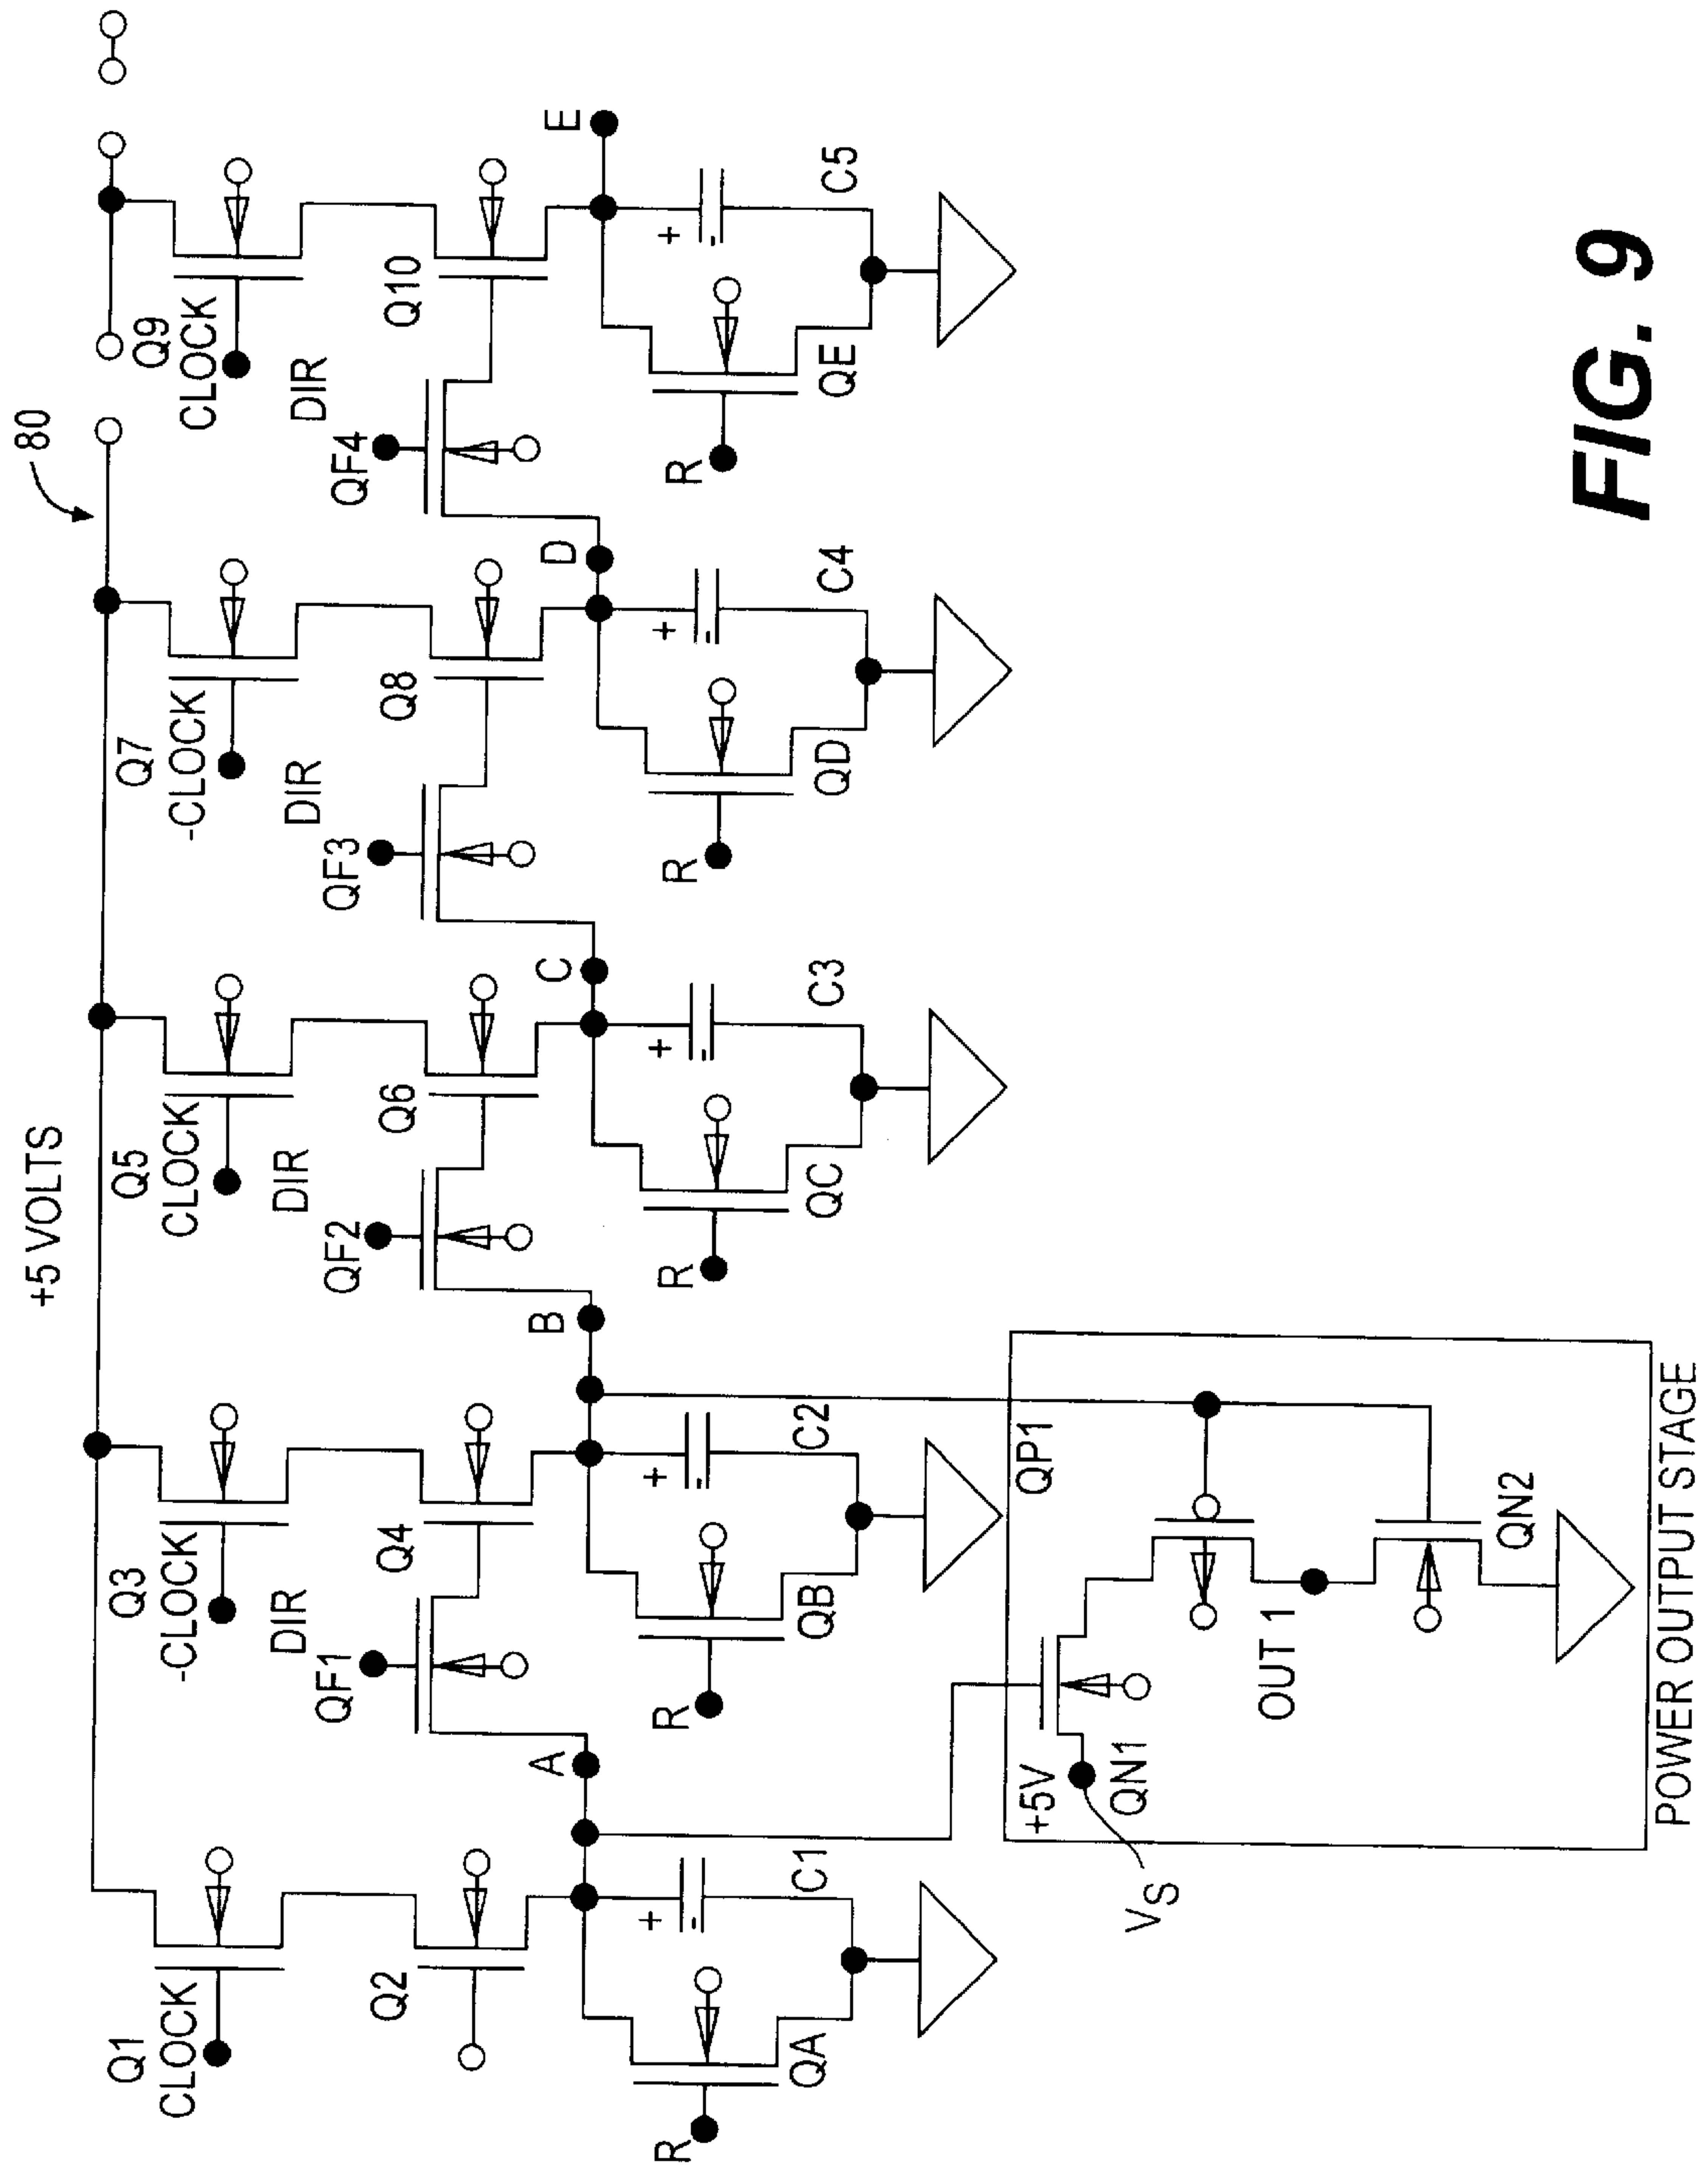 80
+5 VOLTS
Q1
CLOCK
Q3
-CLOCK
Q5
CLOCK
Q7
-CLOCK
Q9
CLOCK
DIR
DIR
DIR
DIR
Q2
QF1
Q4
QF2
Q6
QF3
Q8
QF4
Q10
A
B
C
D
E
+
-
+
-
+
-
+
-
+
-
R
QA
C1
R
QB
C2
R
QC
C3
R
QD
C4
R
QE
C5
+5V
QP1
QN1
VS
OUT 1
QN2
POWER OUTPUT STAGE
FIG. 9